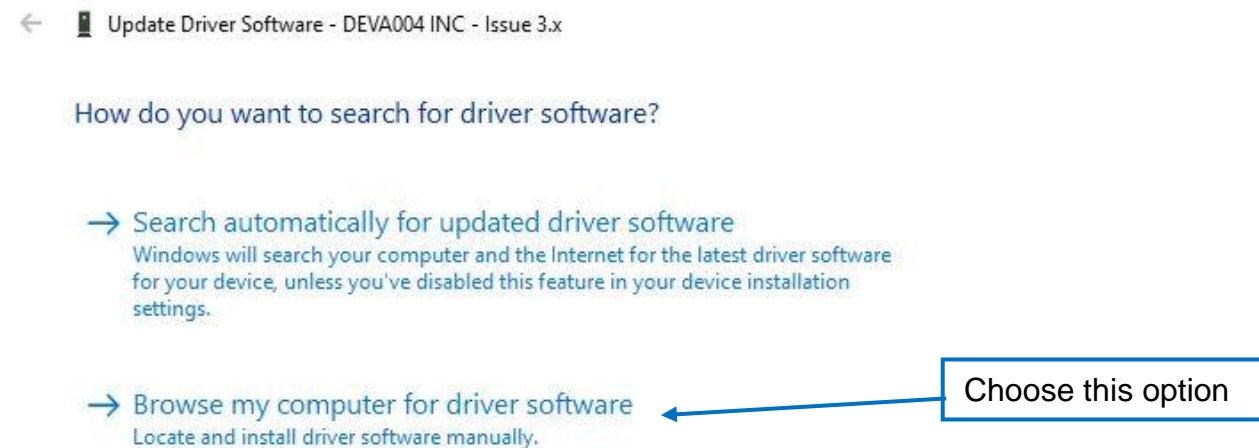 Update Driver Software - DEVA004 INC - Issue 3.x
How do you want to search for driver software?
Search automatically for updated driver software
Windows will search your computer and the Internet for the latest driver software
for your device, unless you've disabled this feature in your device installation
settings.
Browse my computer for driver software
Locate and install driver software manually.
Choose this option